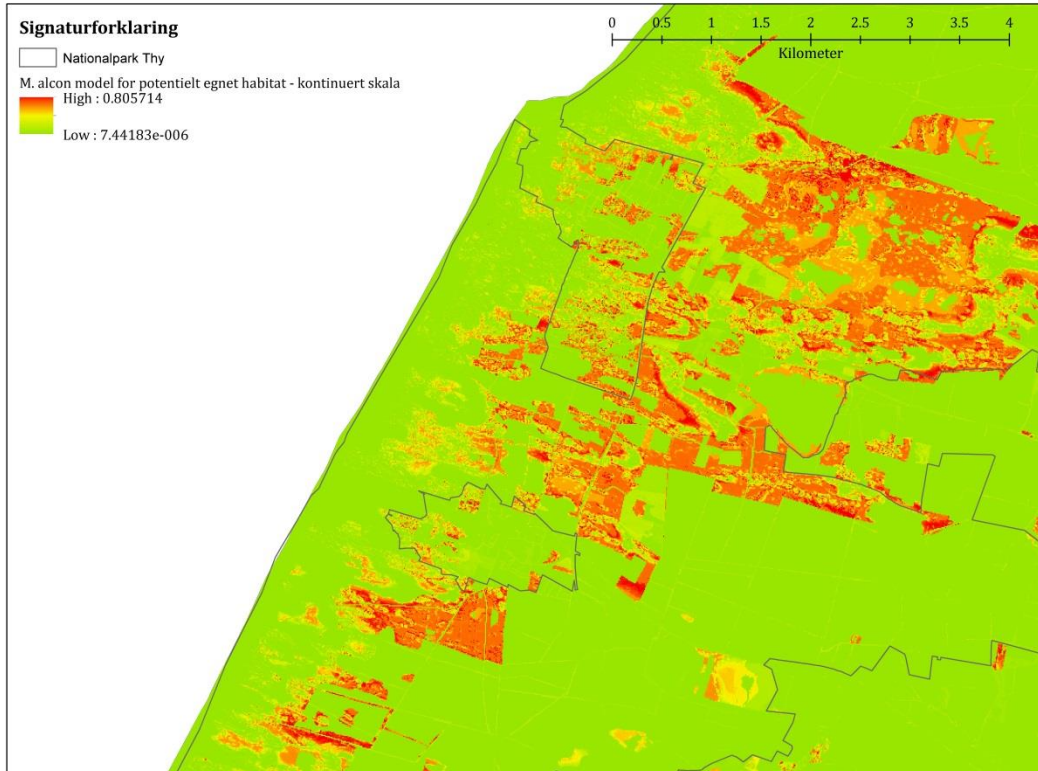 Signaturforklaring
Nationalpark Thy
M. alcon model for potentielt egnet habitat - kontinuert skala
High : 0.805714
Low : 7.44183e-006
0 0.5 1 1.5 2 2.5 3 3.5 4
Kilometer